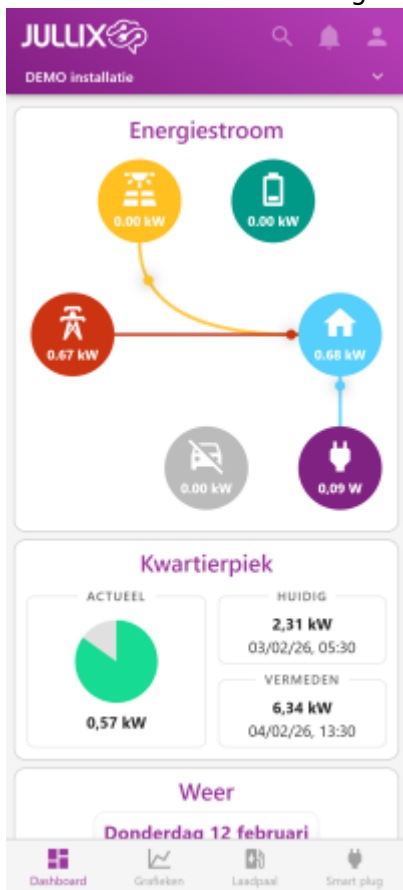 JULLIX
DEMO installatie
Energiestroom
0.00 kW
0.00 kW
0.67 kW
0.68 kW
0.00 kW
0,09 W
Kwartierpiek
ACTUEEL
0,57 kW
HUIDIG
2,31 kW
03/02/26, 05:30
VERMEDEN
6,34 kW
04/02/26, 13:30
Weer
Donderdag 12 februari
Dashboard
Grafieken
Laadpaal
Smart plug